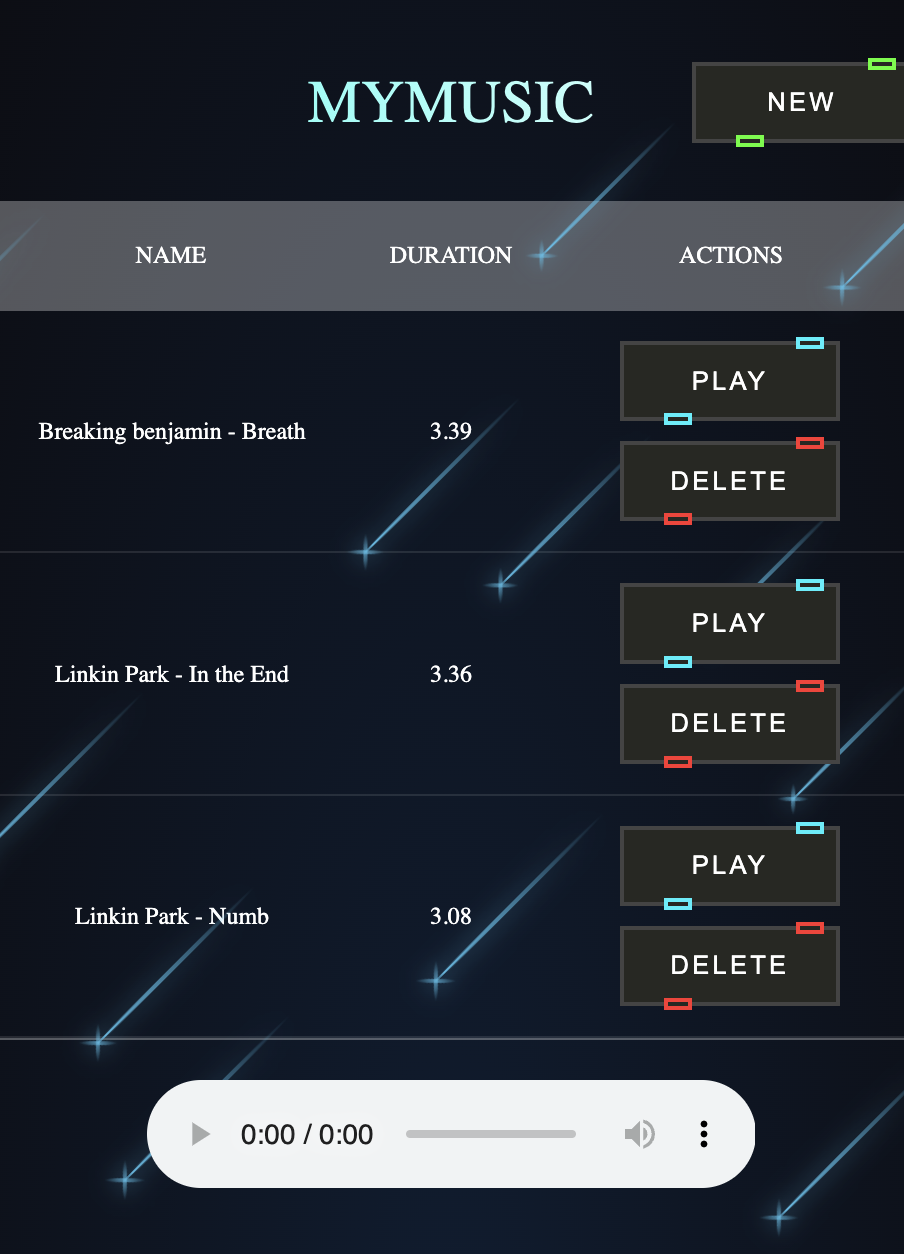 MYMUSIC
NEW
NAME DURATION ACTIONS
PLAY
Breaking benjamin - Breath 3.39
DELETE
PLAY
Linkin Park - In the End 3.36
DELETE
PLAY
Linkin Park - Numb 3.08
DELETE
0:00 / 0:00